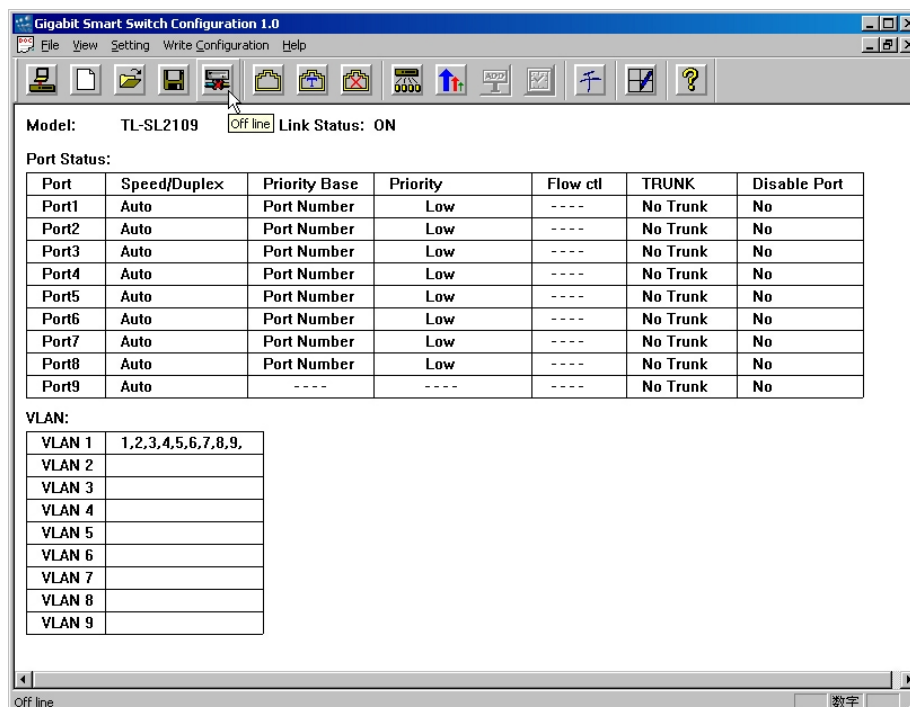 Gigabit Smart Switch Configuration 1.0
File View Setting Write Configuration Help
DOC
T
ADD
千
?
Model: TL-SL2109 Off line Link Status: ON
Port Status:
Port Speed/Duplex Priority Base Priority Flow ctl TRUNK Disable Port
Port1 Auto Port Number Low ---- No Trunk No
Port2 Auto Port Number Low ---- No Trunk No
Port3 Auto Port Number Low ---- No Trunk No
Port4 Auto Port Number Low ---- No Trunk No
Port5 Auto Port Number Low ---- No Trunk No
Port6 Auto Port Number Low ---- No Trunk No
Port7 Auto Port Number Low ---- No Trunk No
Port8 Auto Port Number Low ---- No Trunk No
Port9 Auto ---- ---- ---- No Trunk No
VLAN:
VLAN 1 1,2,3,4,5,6,7,8,9,
VLAN 2
VLAN 3
VLAN 4
VLAN 5
VLAN 6
VLAN 7
VLAN 8
VLAN 9
Off line 数字